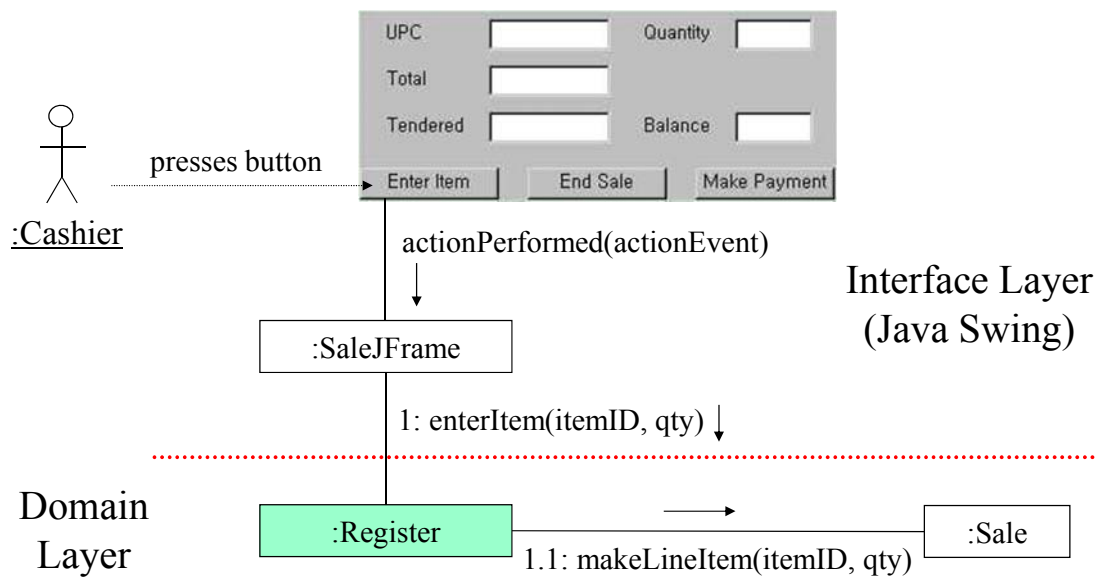 UPC Quantity
Total
Tendered Balance
presses button
Enter Item End Sale Make Payment
:Cashier
actionPerformed(actionEvent)
Interface Layer
(Java Swing)
:SaleJFrame
1: enterItem(itemID, qty)
Domain
Layer
:Register
:Sale
1.1: makeLineItem(itemID, qty)